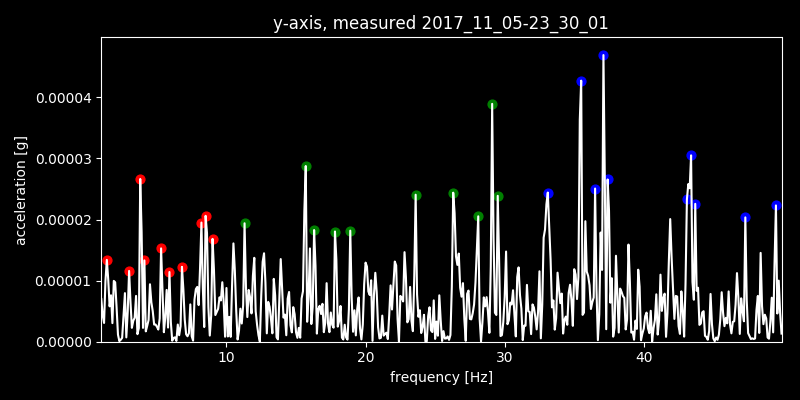 y-axis, measured 2017_11_05-23_30_01
acceleration [g]
0.00004
0.00003
0.00002
0.00001
0.00000
10 20 30 40
frequency [Hz]